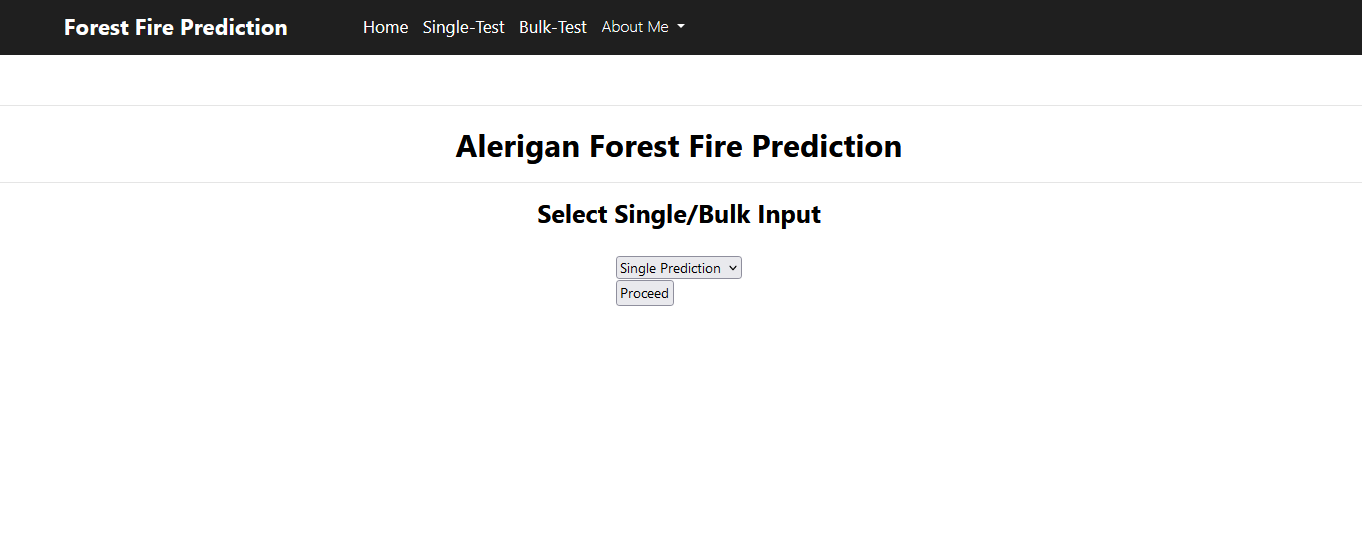 Forest Fire Prediction Home Single-Test Bulk-Test About Me
Alerigan Forest Fire Prediction
Select Single/Bulk Input
Single Prediction
Proceed